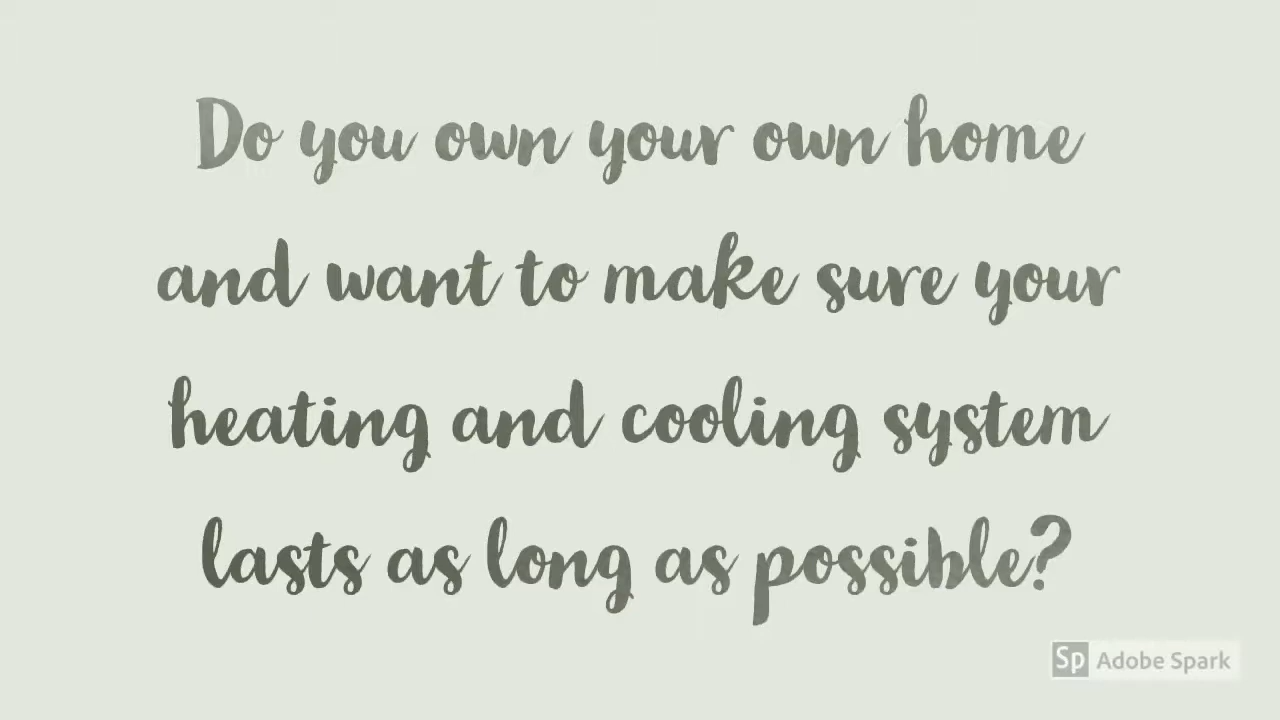 Do you own your own home
and want to make sure your
heating and cooling system
lasts as long as possible?
Sp Adobe Spark